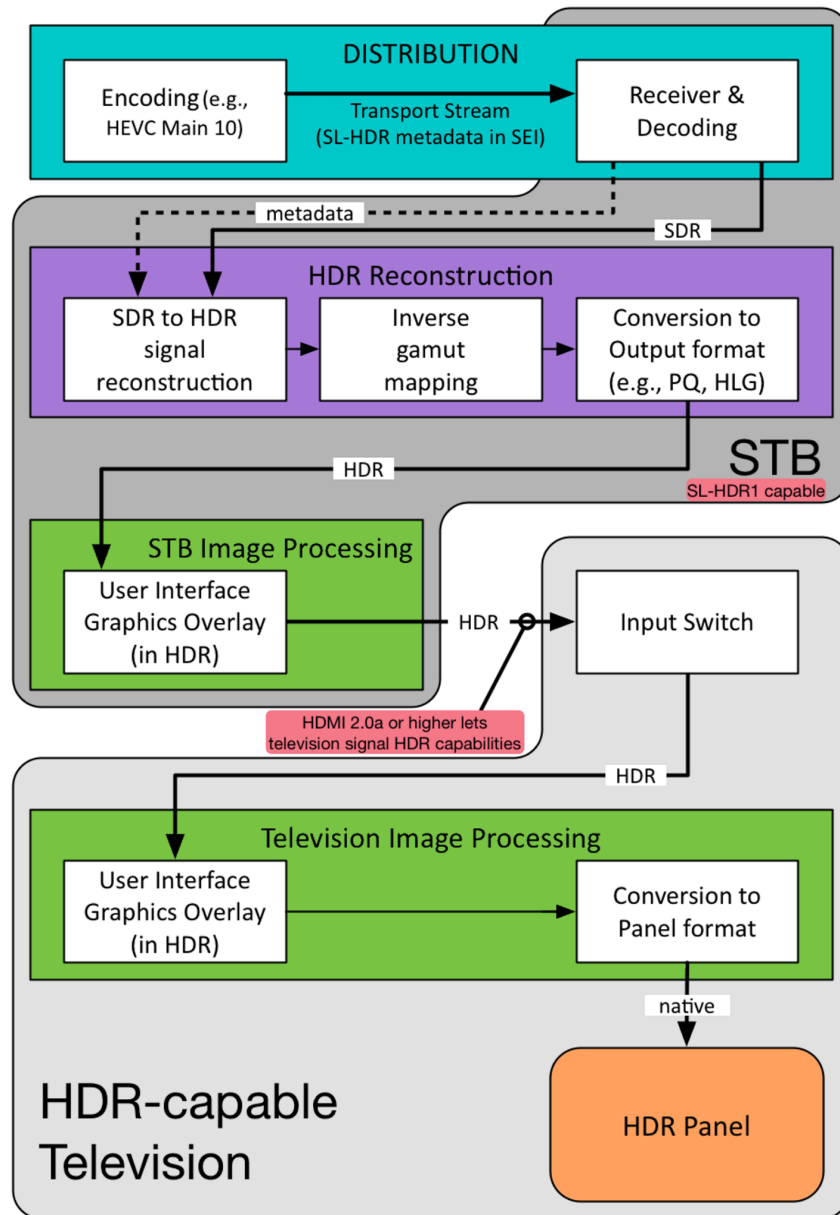 DISTRIBUTION
Encoding (e.g.,
HEVC Main 10)
Transport Stream
(SL-HDR metadata in SEI)
Receiver &
Decoding
metadata
SDR
HDR Reconstruction
SDR to HDR
signal
reconstruction
Inverse
gamut
mapping
Conversion to
Output format
(e.g., PQ, HLG)
HDR
STB
SL-HDR1 capable
STB Image Processing
User Interface
Graphics Overlay
(in HDR)
HDR
Input Switch
HDMI 2.0a or higher lets
television signal HDR capabilities
HDR
Television Image Processing
User Interface
Graphics Overlay
(in HDR)
Conversion to
Panel format
native
HDR-capable
Television
HDR Panel